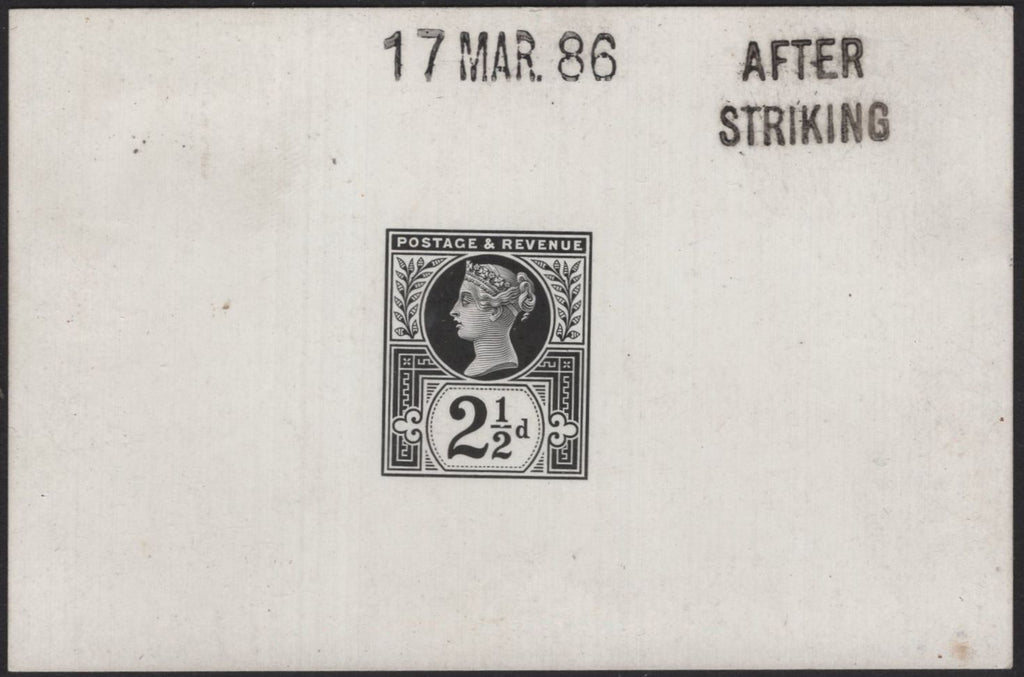 17 MAR. 86
AFTER
STRIKING
POSTAGE & REVENUE
2½d